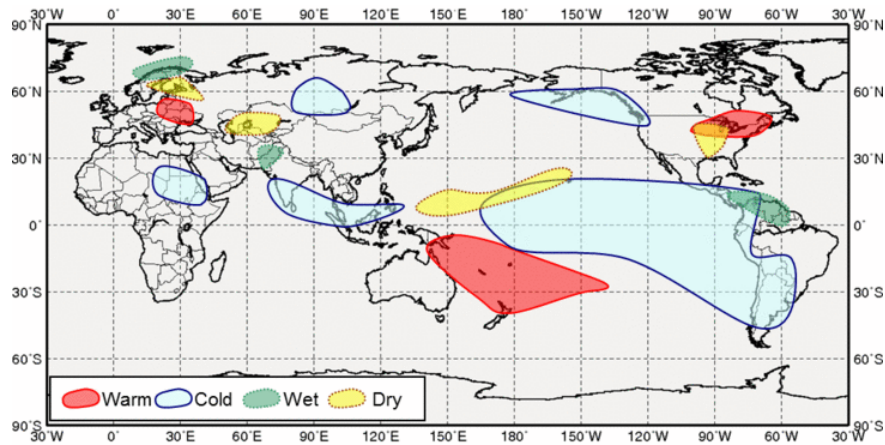 30°W 0° 30°E 60°E 90°E 120°E 150°E 180° 150°W 120°W 90°W 60°W 30°W
90°N 90°N
60°N 60°N
30°N 30°N
0° 0°
30°S 30°S
60°S 60°S
Warm Cold Wet Dry
90°S 90°S
30°W 0° 30°E 60°E 90°E 120°E 150°E 180° 150°W 120°W 90°W 60°W 30°W